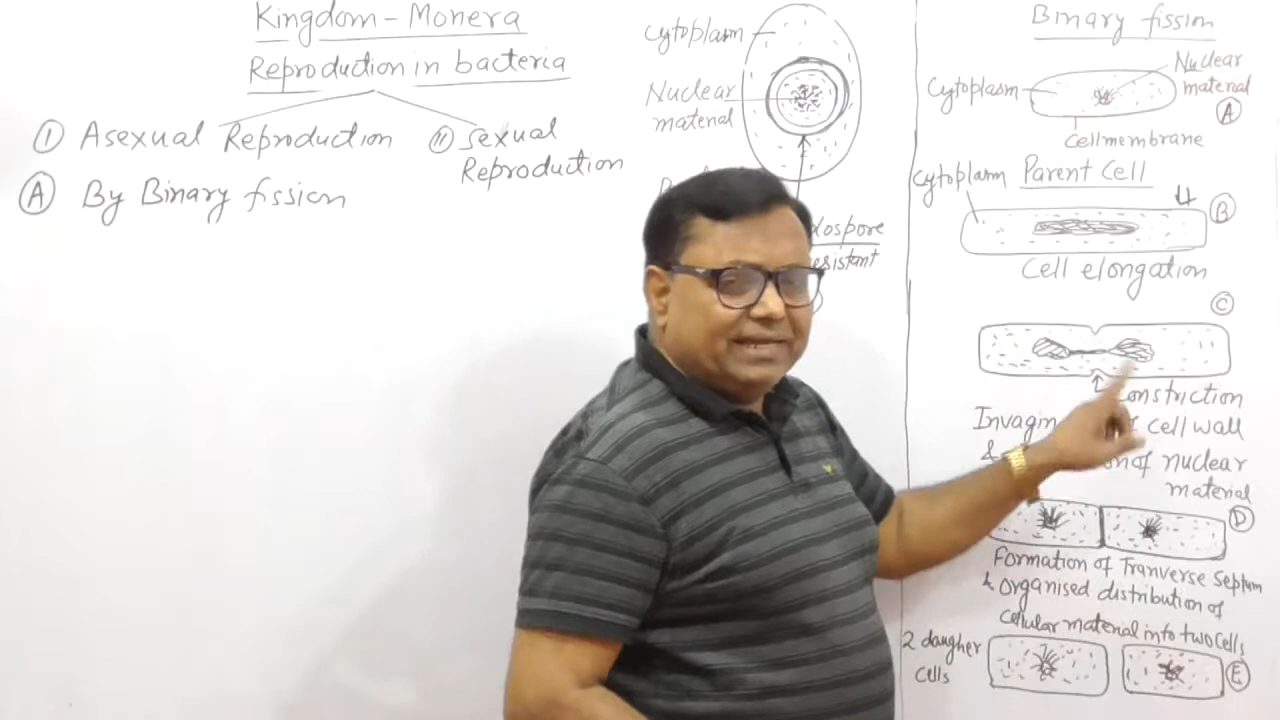 Kingdom - Monera
Reproduction in bacteria
I Asexual Reproduction
II Sexual
Reproduction
A By Binary fission
Cytoplasm
Nuclear
material
Binary fission
Nuclear
material
Cytoplasm
A
Cellmembrane
Parent Cell
Cytoplasm
B
Cell elongation
C
Constriction
cell wall
& of nuclear
material
D
Formation of Tranverse Septum
& Organised distribution of
Cellular material into two cells
2 daugher
cells
E